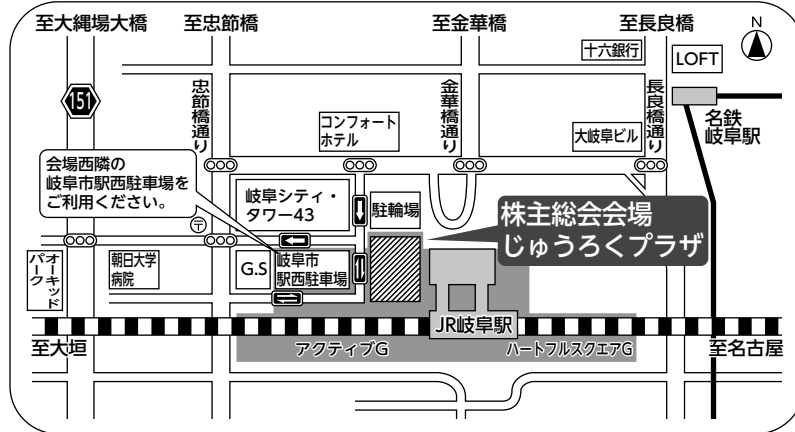 至大縄場大橋
至忠節橋
至金華橋
至長良橋
N
十六銀行
LOFT
151
忠節橋通り
金華橋通り
長良橋通り
名鉄
岐阜駅
コンフォート
ホテル
大岐阜ビル
会場西隣の
岐阜市駅西駐車場を
ご利用ください。
岐阜シティ・
タワー43
駐輪場
株主総会会場
じゅうろくプラザ
〒
オーキッド
パーク
朝日大学
病院
G.S
岐阜市
駅西駐車場
JR岐阜駅
至大垣
アクティブG
ハートフルスクエアG
至名古屋